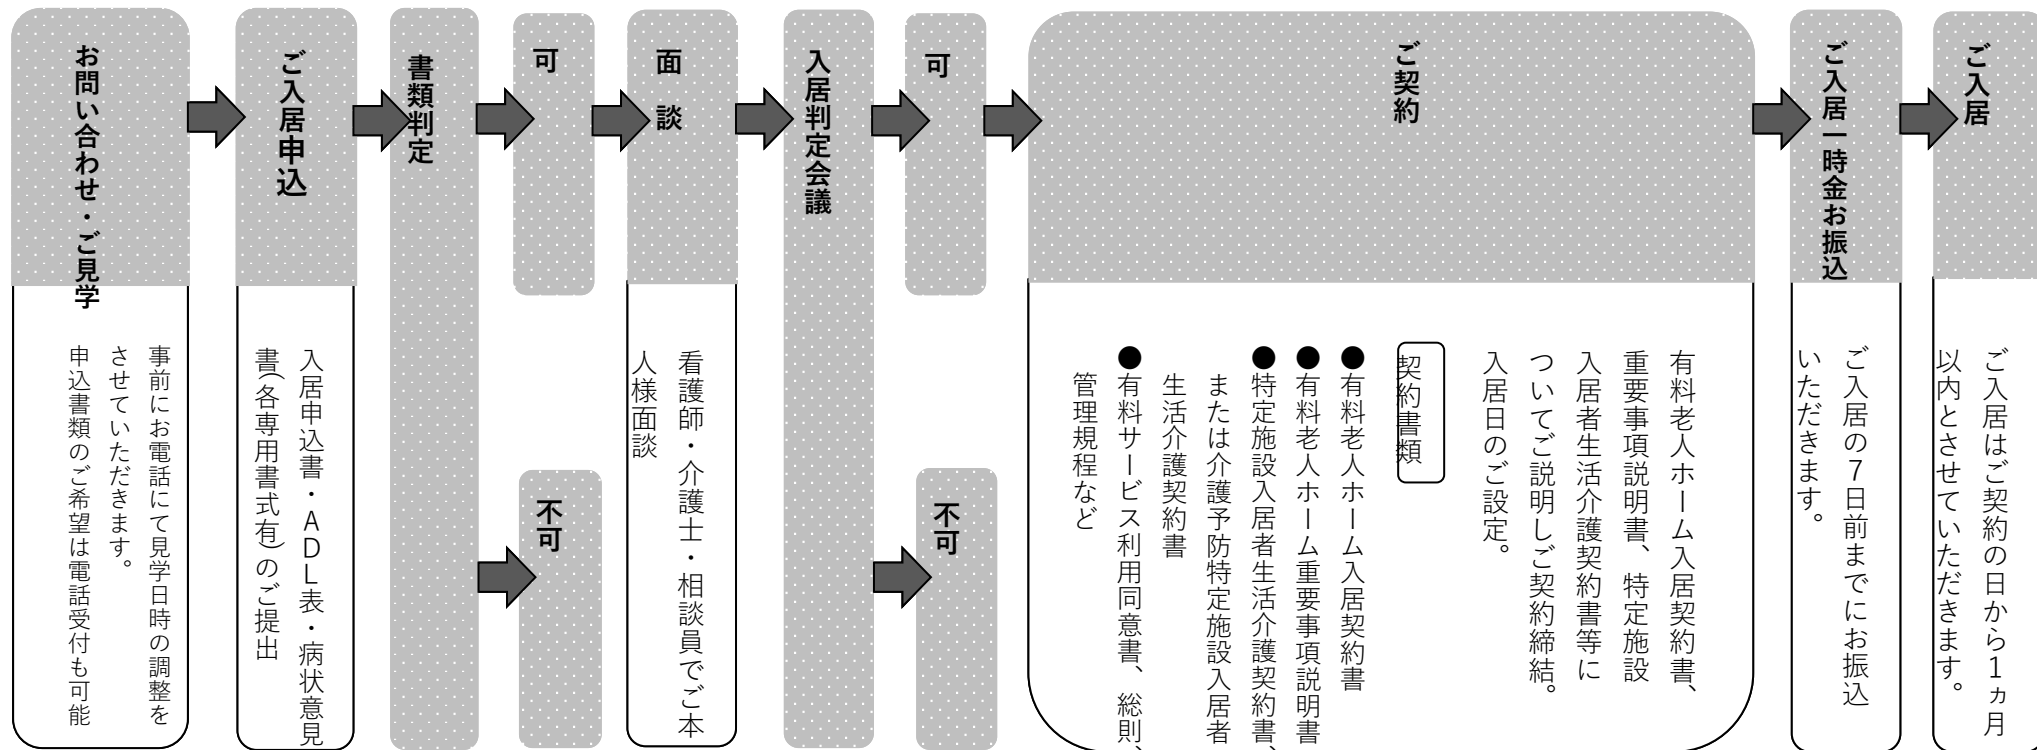 お問い合わせ・ご見学
事前にお電話にて見学日時の調整を
させていただきます。
申込書類のご希望は電話受付も可能
ご入居申込
入居申込書・ADL表・病状意見
書(各専用書式有)のご提出
書類判定
可
不可
面談
看護師・介護士・相談員でご本
人様面談
入居判定会議
可
不可
ご契約
有料老人ホーム入居契約書、
重要事項説明書、特定施設
入居者生活介護契約書等に
ついてご説明しご契約締結。
入居日のご設定。
契約書類
●有料老人ホーム入居契約書
●有料老人ホーム重要事項説明書
●特定施設入居者生活介護契約書、
または介護予防特定施設入居者
生活介護契約書
●有料サービス利用同意書、総則、
管理規程など
ご入居一時金お振込
ご入居の7日前までにお振込
いただきます。
ご入居
ご入居はご契約の日から1ヵ月
以内とさせていただきます。